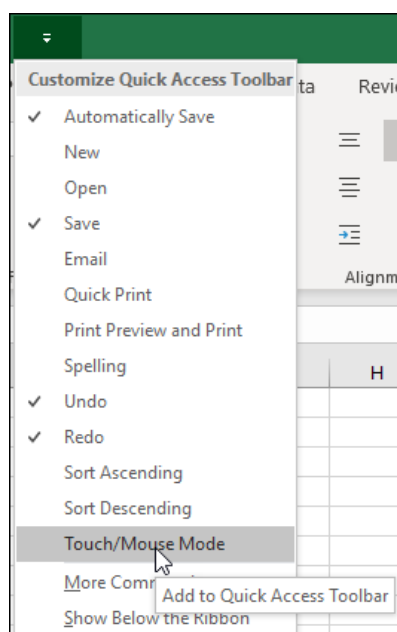 Customize Quick Access Toolbar
ta
Revi
Automatically Save
New
Open
Save
Email
Alignm
Quick Print
Print Preview and Print
Spelling
H
Undo
Redo
Sort Ascending
Sort Descending
Touch/Mouse Mode
More Comm
Add to Quick Access Toolbar
Show Below the Ribbon